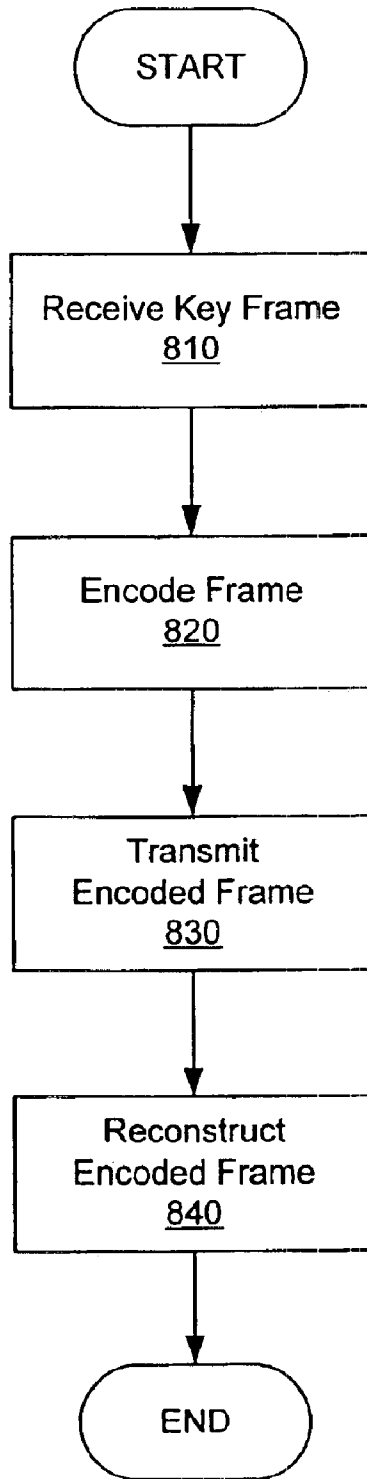 START
Receive Key Frame
810
Encode Frame
820
Transmit
Encoded Frame
830
Reconstruct
Encoded Frame
840
END